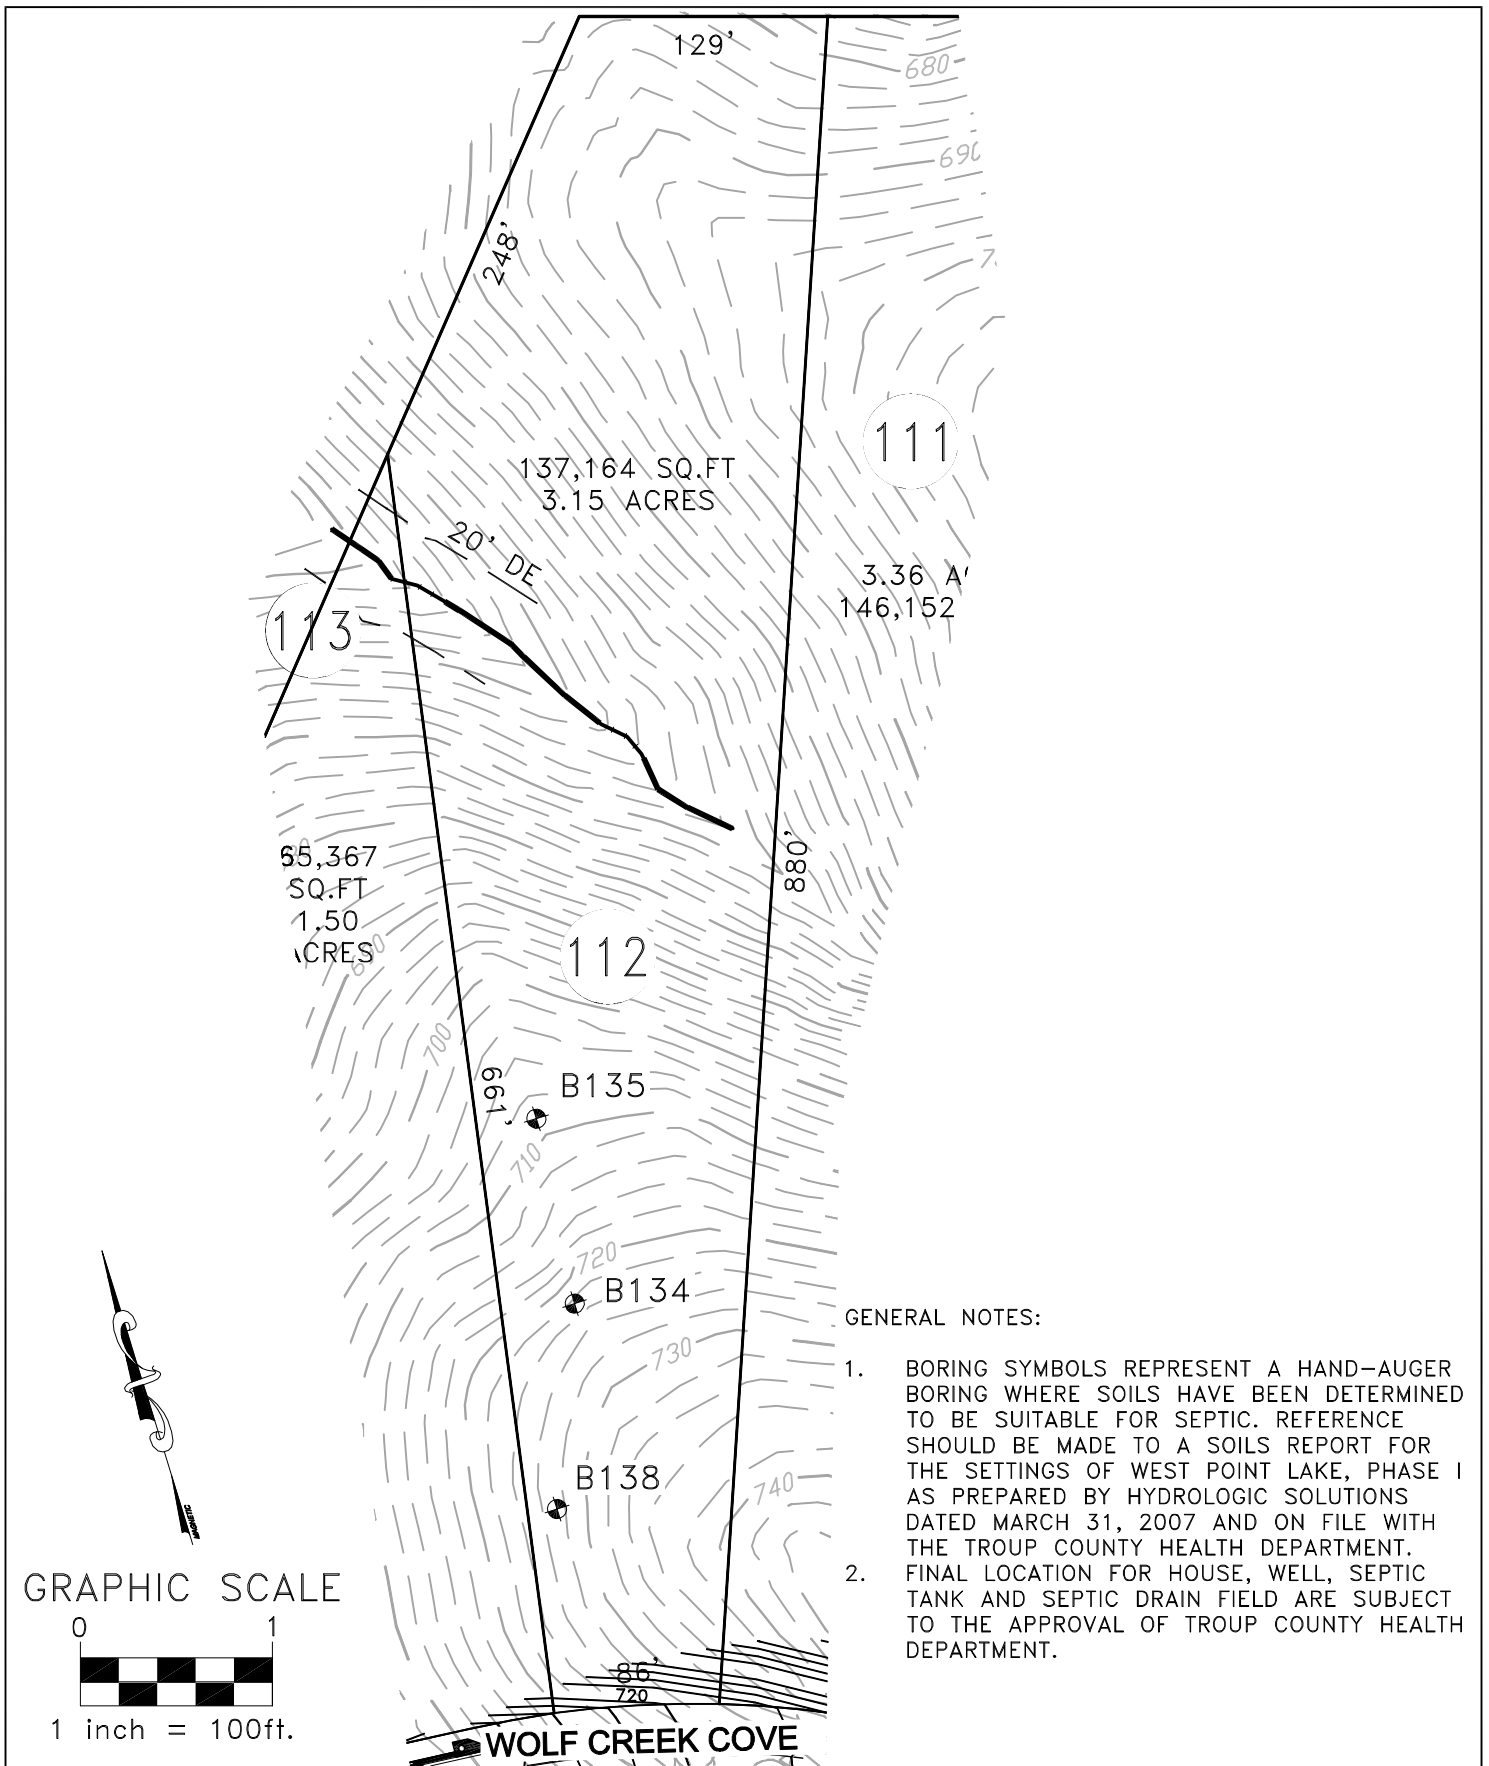 129'
680
690
248'
111
137,164 SQ.FT
3.15 ACRES
20' DE
3.36
146,152
113
880'
65,367
SQ.FT
1.50
690
112
700
B135
661'
710
720
B134
730
B138
740
GENERAL NOTES:
1. BORING SYMBOLS REPRESENT A HAND-AUGER
BORING WHERE SOILS HAVE BEEN DETERMINED
TO BE SUITABLE FOR SEPTIC. REFERENCE
SHOULD BE MADE TO A SOILS REPORT FOR
THE SETTINGS OF WEST POINT LAKE, PHASE I
AS PREPARED BY HYDROLOGIC SOLUTIONS
DATED MARCH 31, 2007 AND ON FILE WITH
THE TROUP COUNTY HEALTH DEPARTMENT.
2. FINAL LOCATION FOR HOUSE, WELL, SEPTIC
TANK AND SEPTIC DRAIN FIELD ARE SUBJECT
TO THE APPROVAL OF TROUP COUNTY HEALTH
DEPARTMENT.
MAGNETIC
GRAPHIC SCALE
0 1
1 inch = 100ft.
86'
720
WOLF CREEK COVE